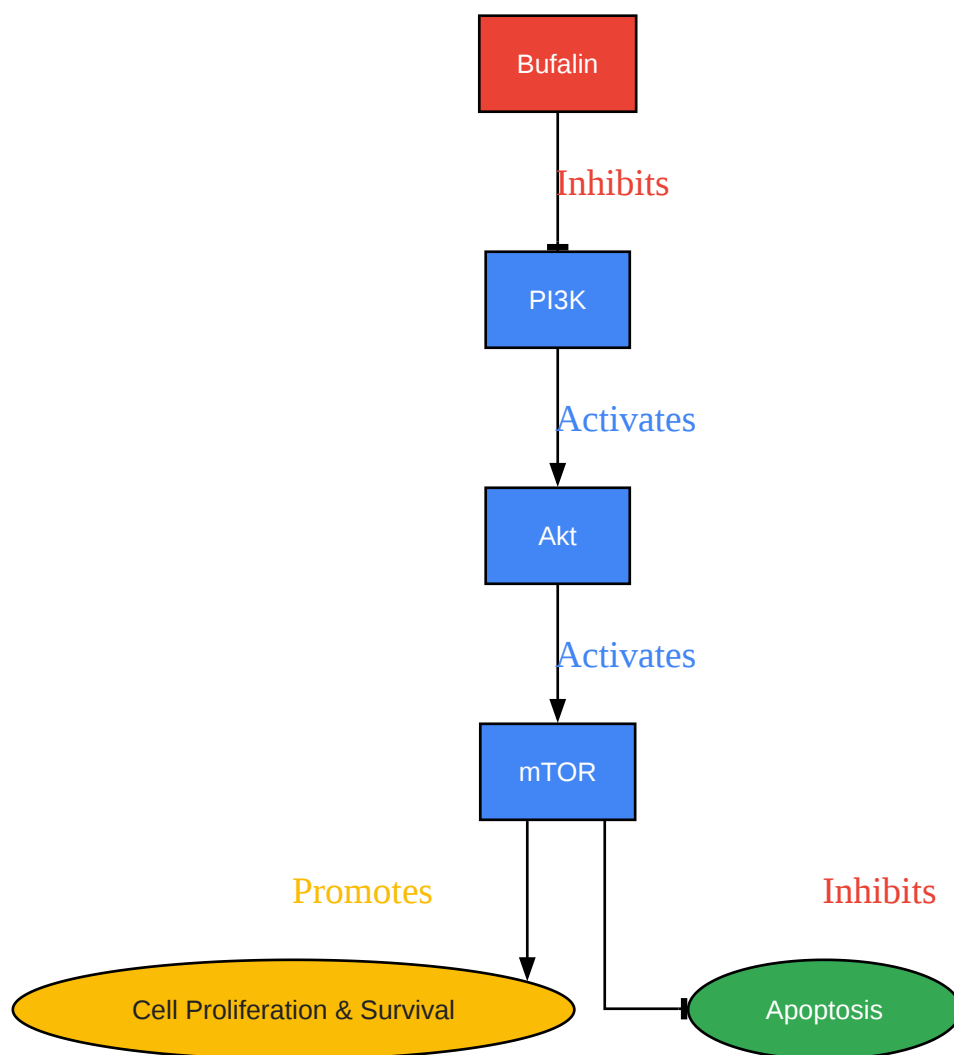 Bufalin
Inhibits
PI3K
Activates
Akt
Activates
mTOR
Promotes
Inhibits
Cell Proliferation & Survival
Apoptosis